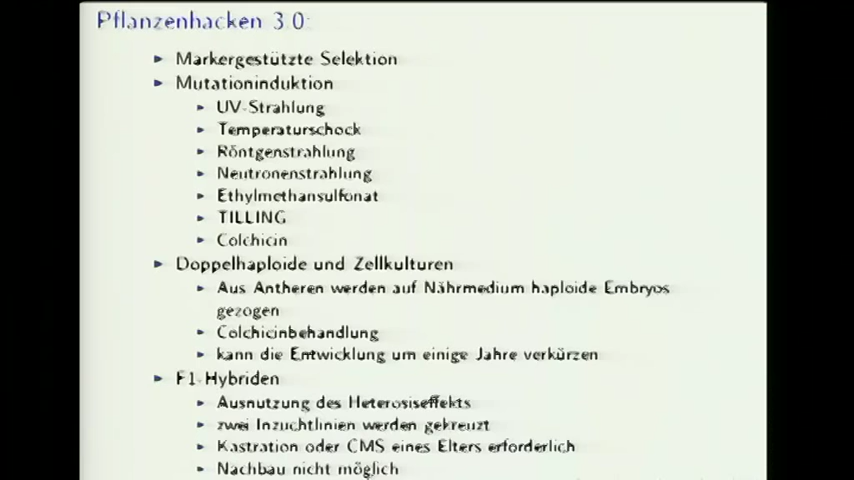 Pflanzenhacken 3.0:
Markergestützte Selektion
Mutationinduktion
UV-Strahlung
Temperaturschock
Röntgenstrahlung
Neutronenstrahlung
Ethylmethansulfonat
TILLING
Colchicin
Doppelhaploide und Zellkulturen
Aus Antheren werden auf Nährmedium haploide Embryos
gezogen
Colchicinbehandlung
kann die Entwicklung um einige Jahre verkürzen
F1-Hybriden
Ausnutzung des Heterosiseffekts
zwei Inzuchtlinien werden gekreuzt
Kastration oder CMS eines Elters erforderlich
Nachbau nicht möglich